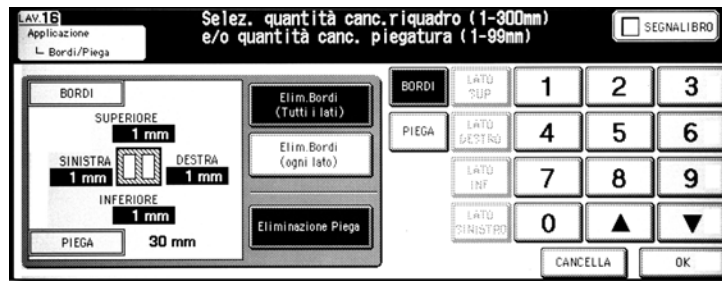 LAV.16
Applicazione
Bordi/Piega
Selez. quantità canc.riquadro (1-300mm)
e/o quantità canc. piegatura (1-99mm)
SEGNALIBRO
BORDI
SUPERIORE
1 mm
SINISTRA
1 mm
DESTRA
1 mm
INFERIORE
1 mm
PIEGA
30 mm
Elim.Bordi
(Tutti i lati)
Elim.Bordi
(ogni lato)
Eliminazione Piega
BORDI
PIEGA
LATO
SUP
LATO
DESTRO
LATO
INF
LATO
SINISTRO
1 2 3
4 5 6
7 8 9
0 ▲ ▼
CANCELLA
OK